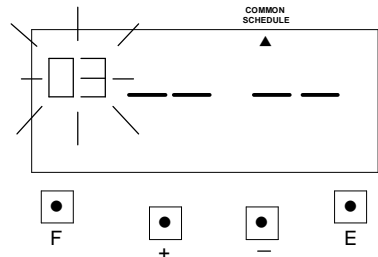 COMMON
SCHEDULE
03 -- --
F + - E